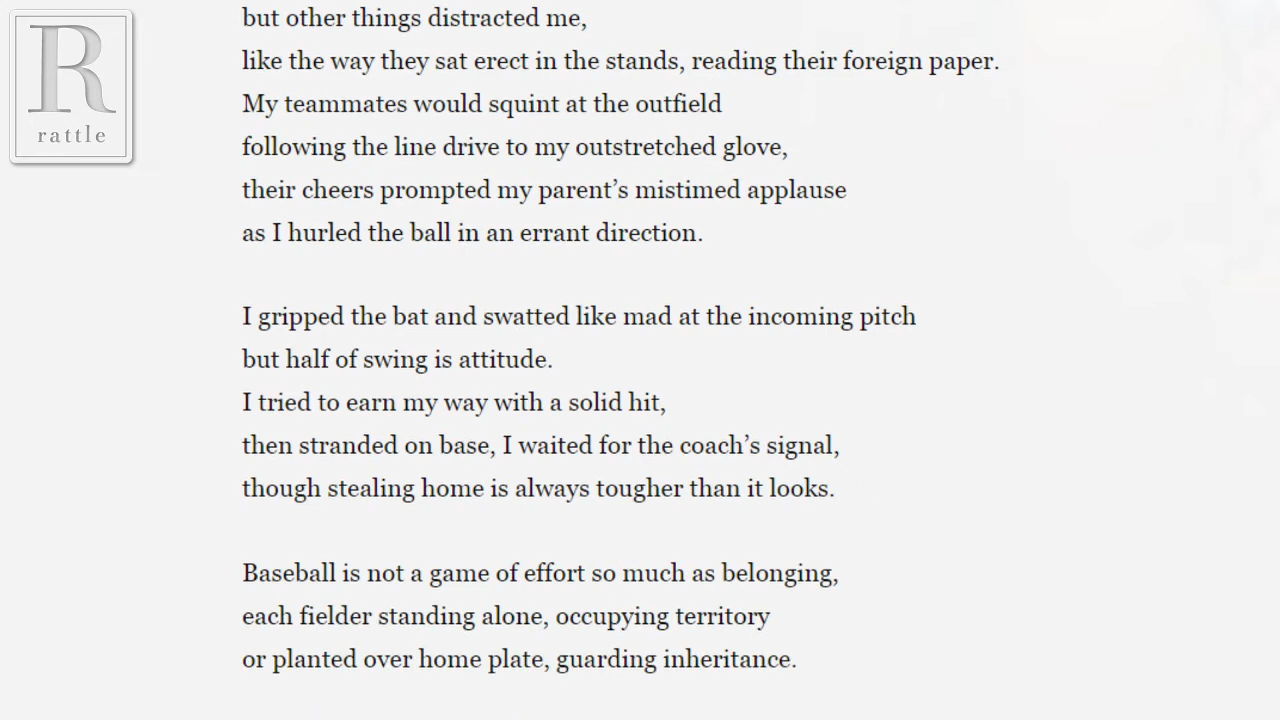 R
rattle
but other things distracted me,
like the way they sat erect in the stands, reading their foreign paper.
My teammates would squint at the outfield
following the line drive to my outstretched glove,
their cheers prompted my parent’s mistimed applause
as I hurled the ball in an errant direction.
I gripped the bat and swatted like mad at the incoming pitch
but half of swing is attitude.
I tried to earn my way with a solid hit,
then stranded on base, I waited for the coach’s signal,
though stealing home is always tougher than it looks.
Baseball is not a game of effort so much as belonging,
each fielder standing alone, occupying territory
or planted over home plate, guarding inheritance.